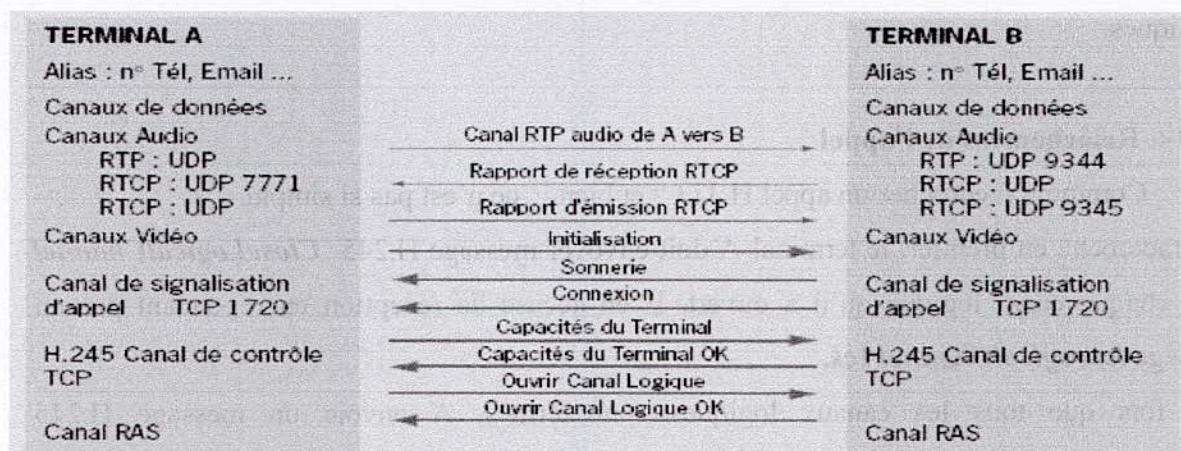 iques
TERMINAL A
Alias : n° Tél, Email ...
Canaux de données
Canaux Audio
RTP : UDP
RTCP : UDP 7771
RTCP : UDP
Canaux Vidéo
Canal de signalisation
d'appel TCP 1720
H.245 Canal de contrôle
TCP
Canal RAS
Canal RTP audio de A vers B
Rapport de réception RTCP
Rapport d'émission RTCP
Initialisation
Sonnerie
Connexion
Capacités du Terminal
Capacités du Terminal OK
Ouvrir Canal Logique
Ouvrir Canal Logique OK
TERMINAL B
Alias : n° Tél, Email ...
Canaux de données
Canaux Audio
RTP : UDP 9344
RTCP : UDP
RTCP : UDP 9345
Canaux Vidéo
Canal de signalisation
d'appel TCP 1720
H.245 Canal de contrôle
TCP
Canal RAS